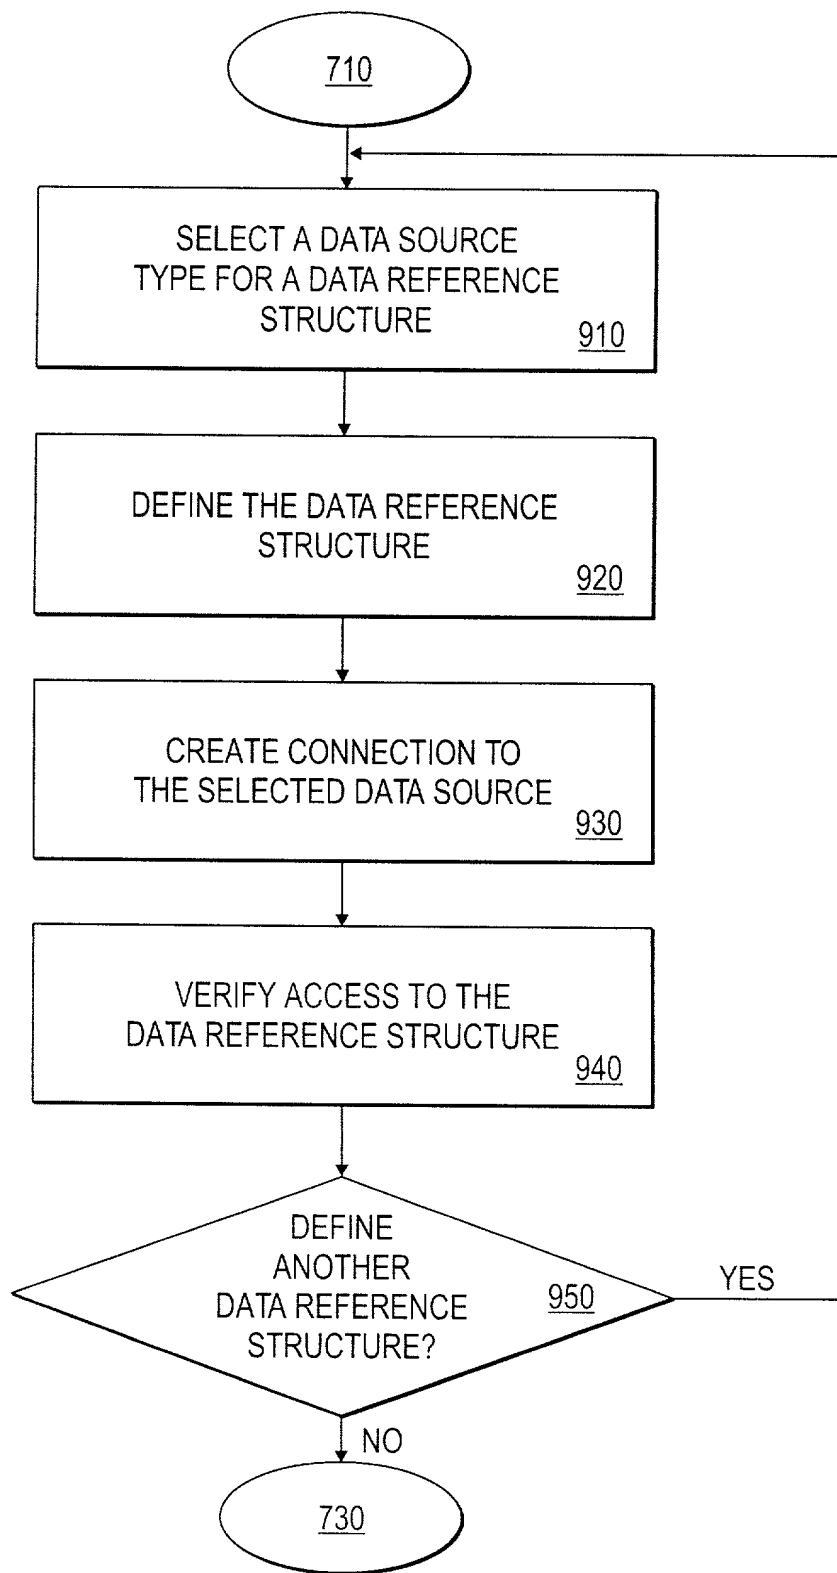 710
SELECT A DATA SOURCE
TYPE FOR A DATA REFERENCE
STRUCTURE
910
DEFINE THE DATA REFERENCE
STRUCTURE
920
CREATE CONNECTION TO
THE SELECTED DATA SOURCE
930
VERIFY ACCESS TO THE
DATA REFERENCE STRUCTURE
940
DEFINE
ANOTHER
DATA REFERENCE
STRUCTURE?
950
YES
NO
730